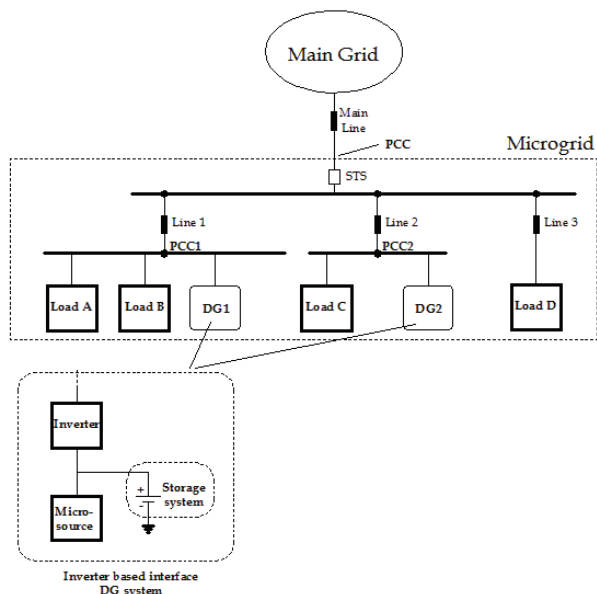 Main Grid
Main
Line
PCC
Microgrid
STS
Line 1
Line 2
Line 3
PCC1
PCC2
Load A
Load B
DG1
Load C
DG2
Load D
Inverter
+
-
Storage
system
Micro-
source
Inverter based interface
DG system